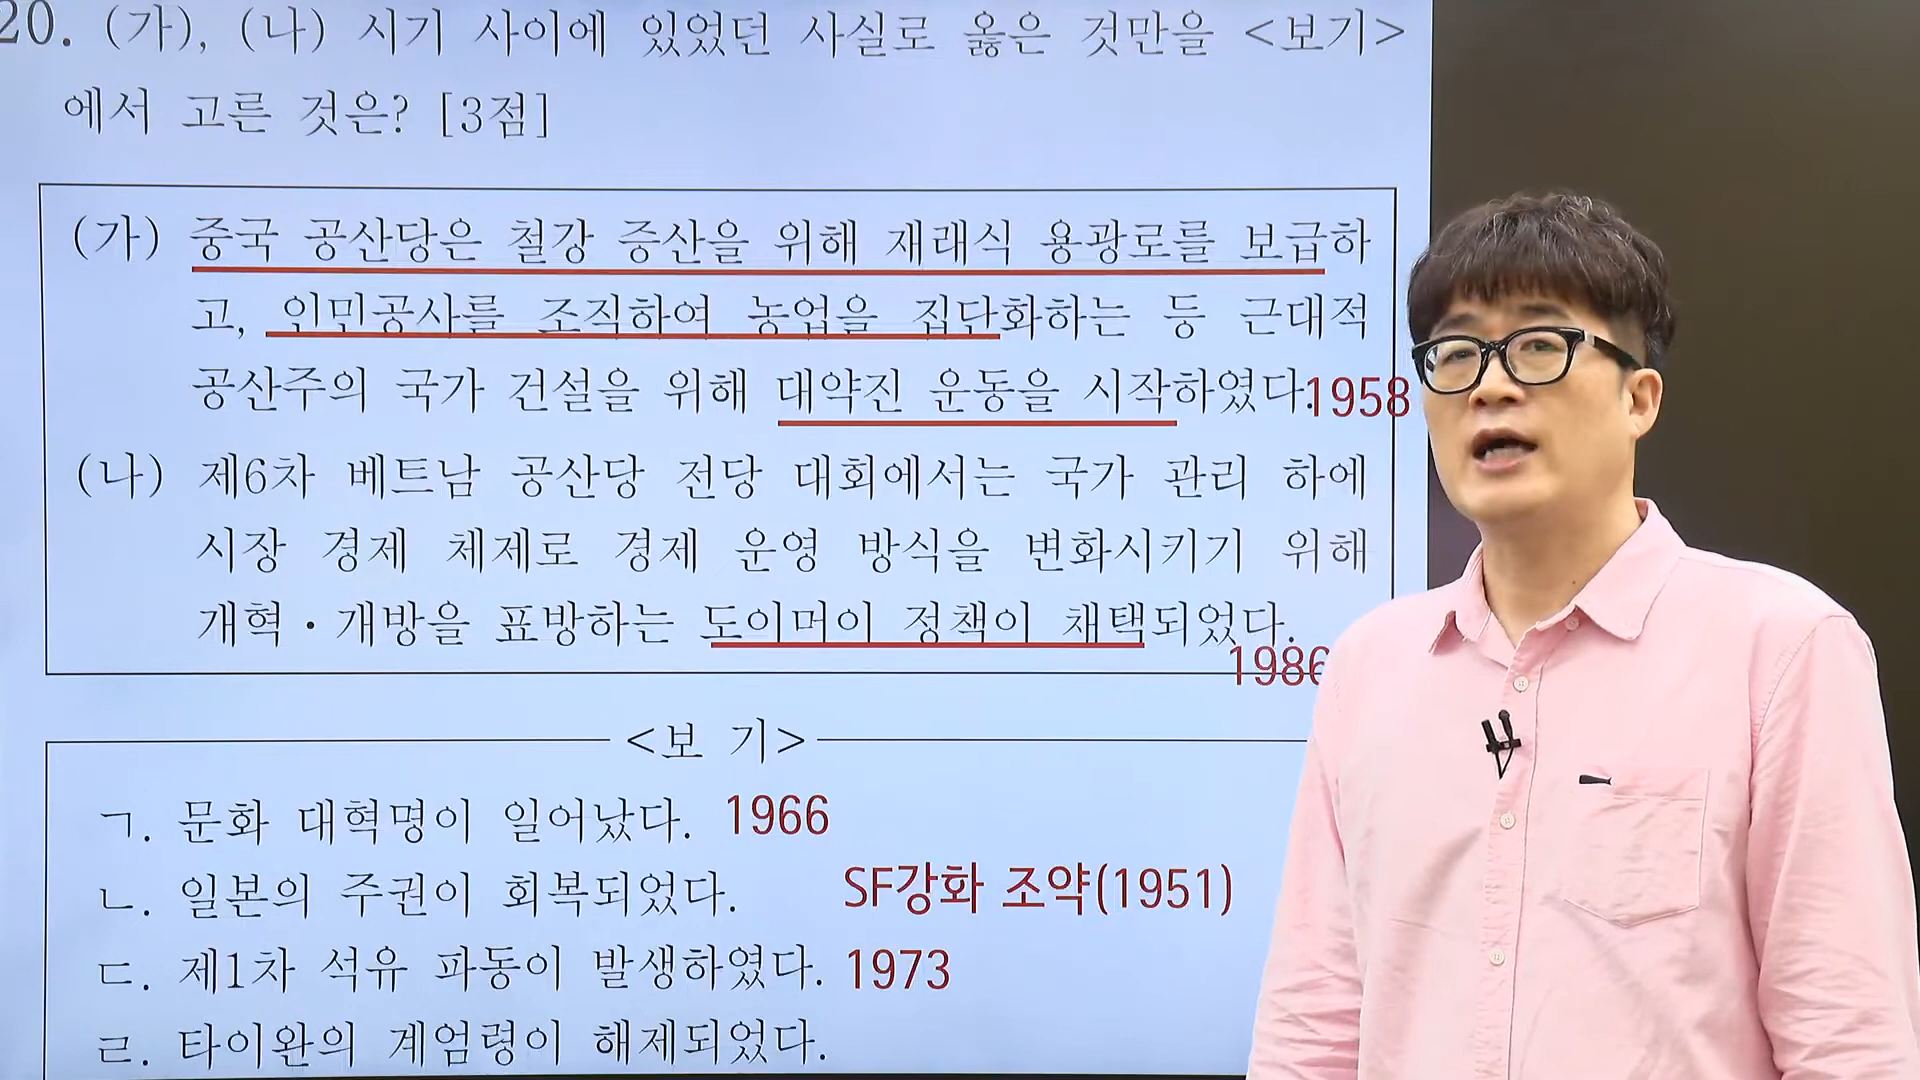 20. (가), (나) 시기 사이에 있었던 사실로 옳은 것만을 <보기>
에서 고른 것은? [3점]
(가) 중국 공산당은 철강 증산을 위해 재래식 용광로를 보급하
고, 인민공사를 조직하여 농업을 집단화하는 등 근대적
공산주의 국가 건설을 위해 대약진 운동을 시작하였다. 1958
(나) 제6차 베트남 공산당 전당 대회에서는 국가 관리 하에
시장 경제 체제로 경제 운영 방식을 변화시키기 위해
개혁·개방을 표방하는 도이머이 정책이 채택되었다.
1986
<보 기>
ㄱ. 문화 대혁명이 일어났다. 1966
ㄴ. 일본의 주권이 회복되었다. SF강화 조약(1951)
ㄷ. 제1차 석유 파동이 발생하였다. 1973
ㄹ. 타이완의 계엄령이 해제되었다.